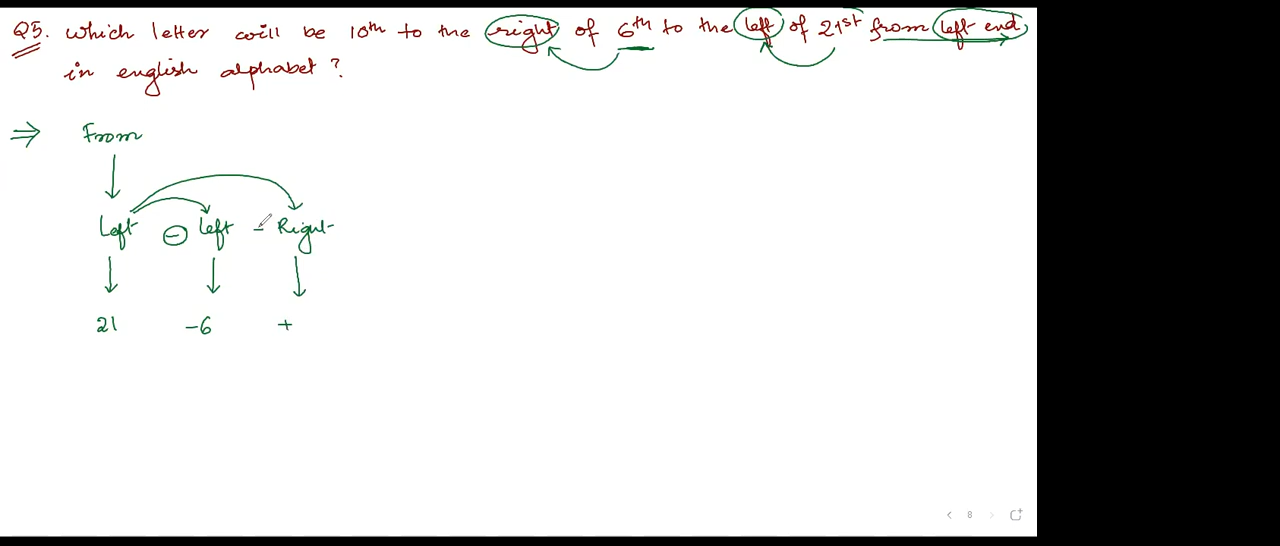 Q5. Which letter will be 10th to the right of 6th to the left of 21st from left end
in english alphabet ?
⇒ From
Left ⊖ Left - Right
21 -6 +
8